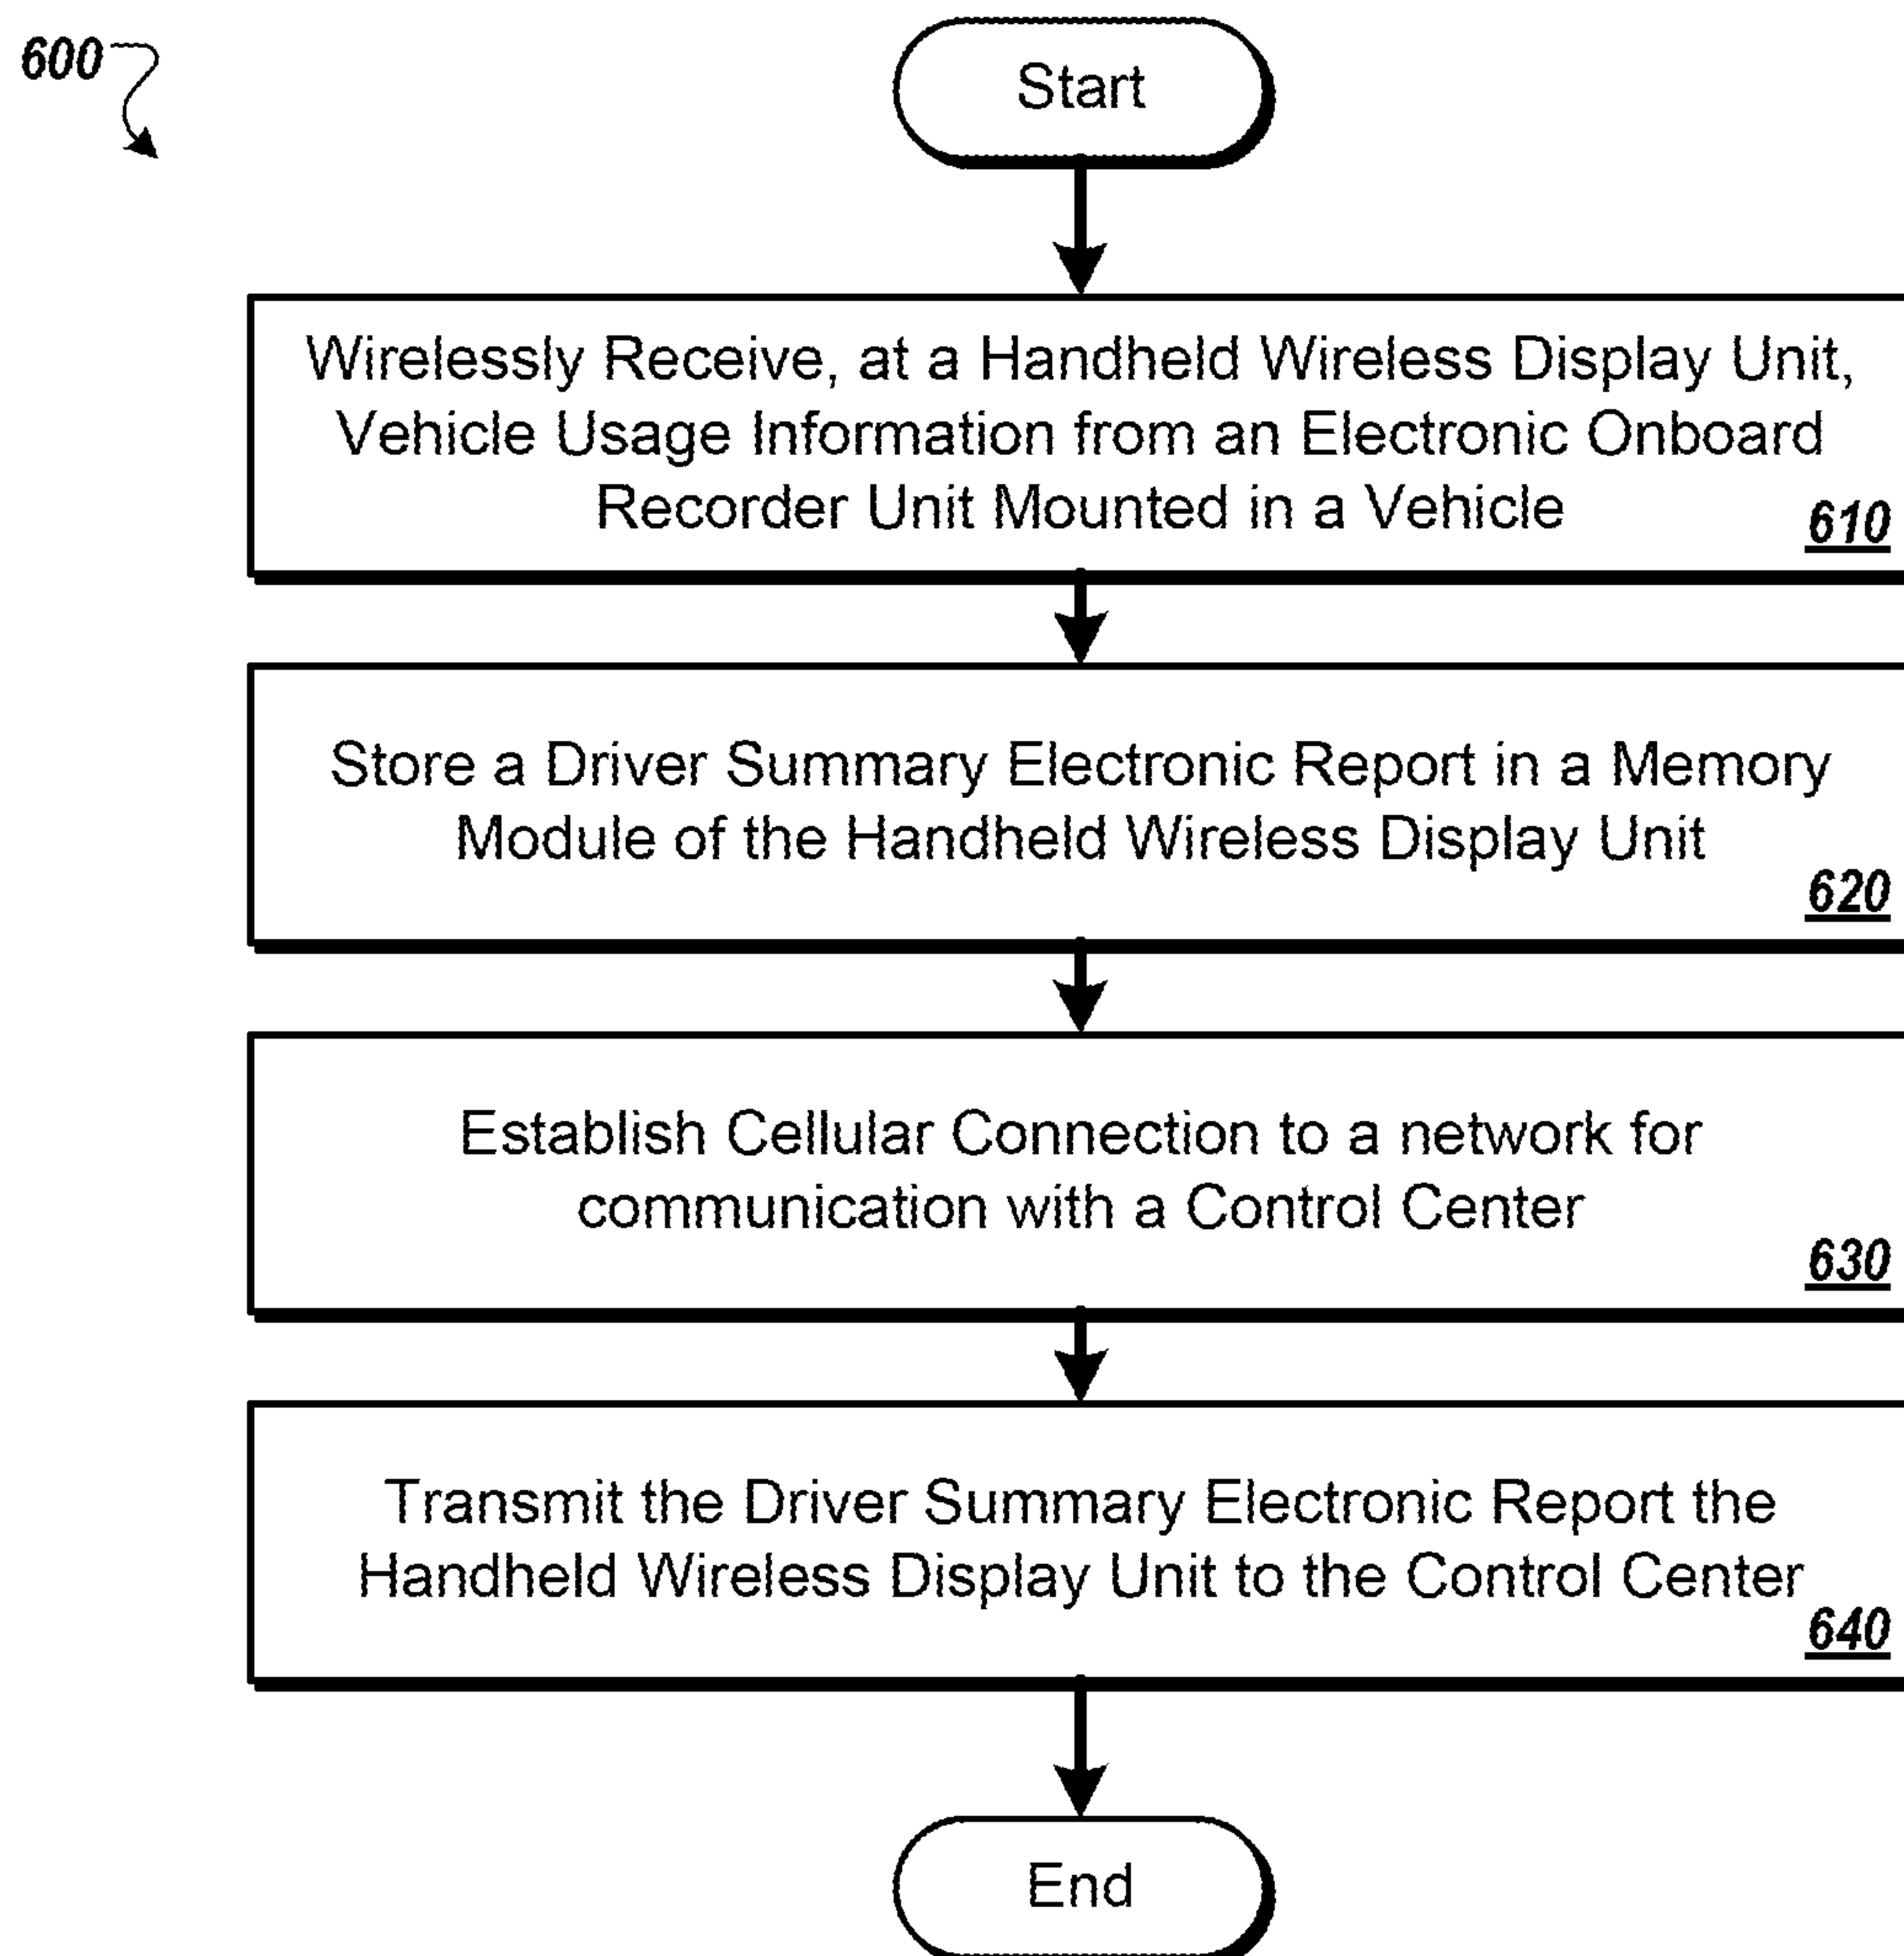 600
Start
Wirelessly Receive, at a Handheld Wireless Display Unit,
Vehicle Usage Information from an Electronic Onboard
Recorder Unit Mounted in a Vehicle
610
Store a Driver Summary Electronic Report in a Memory
Module of the Handheld Wireless Display Unit
620
Establish Cellular Connection to a network for
communication with a Control Center
630
Transmit the Driver Summary Electronic Report the
Handheld Wireless Display Unit to the Control Center
640
End